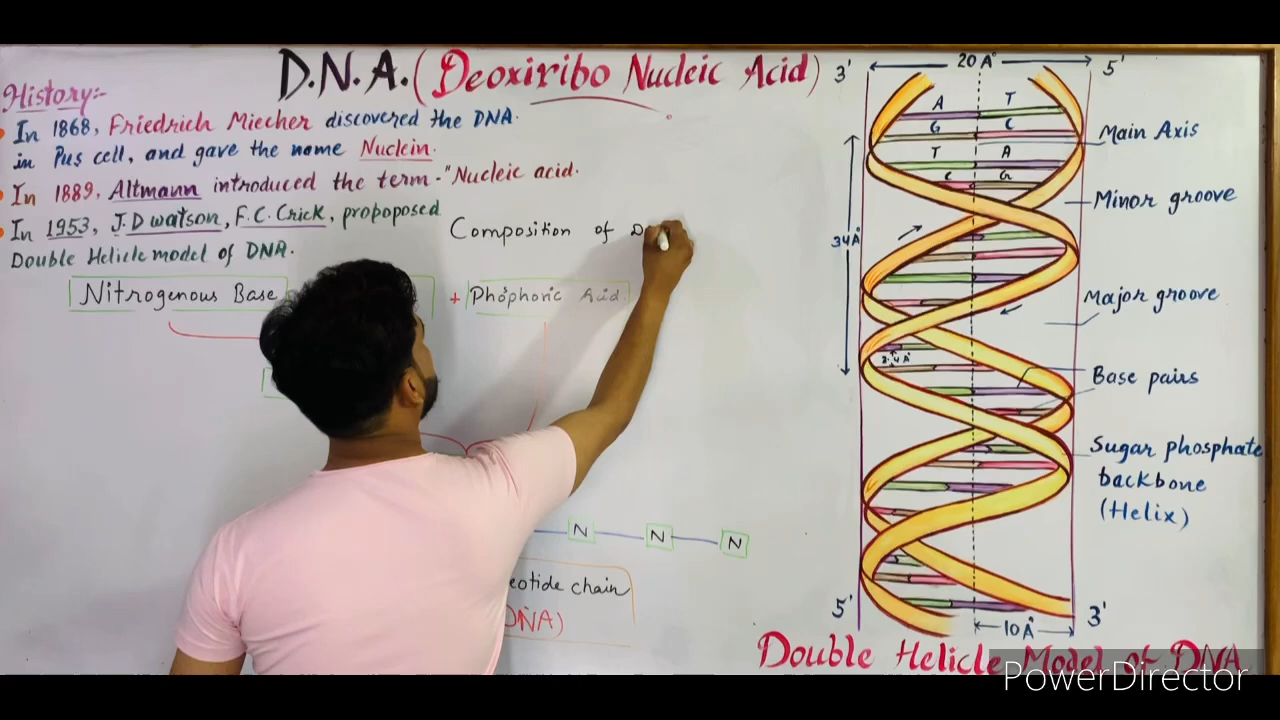 D.N.A. (Deoxiribo Nucleic Acid)
History:-
In 1868, Friedrich Miecher discovered the DNA.
in Pus cell, and gave the name Nuclein.
In 1889, Altmann introduced the term-"Nucleic acid.
In 1953, J.D watson, F.C. Crick, propoposed
Double Helicle model of DNA.
Composition of D
Nitrogenous Base
+ Phophoric Acid.
N N N
eotide chain
DNA)
3' 20 A° 5'
A T
G C
T A
C G
Main Axis
Minor groove
34A°
Major groove
3.4 A°
Base pairs
Sugar phosphate
backbone
(Helix)
5' 3'
10 A°
Double Helicle Model of DNA
PowerDirector